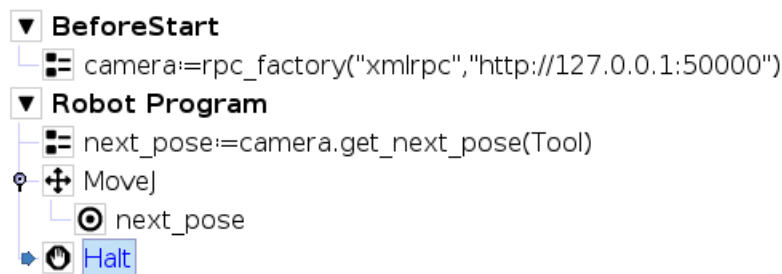 BeforeStart
camera:=rpc_factory("xmlrpc","http://127.0.0.1:50000")
Robot Program
next_pose:=camera.get_next_pose(Tool)
MoveJ
next_pose
Halt